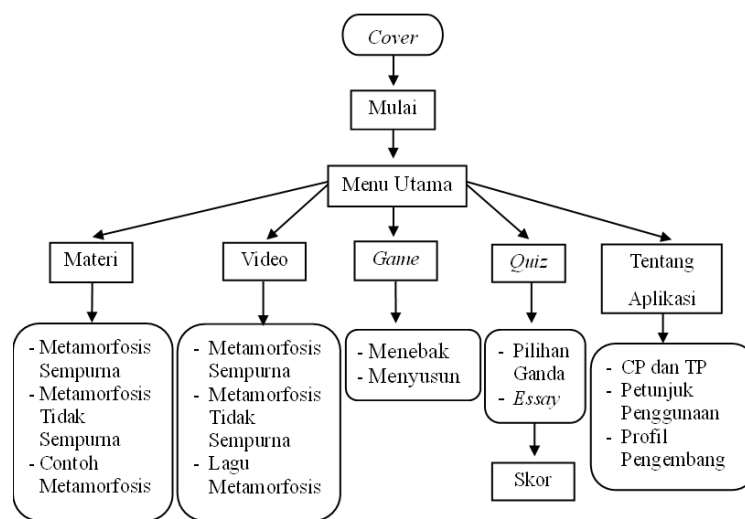 Cover
Mulai
Menu Utama
Materi
Video
Game
Quiz
Tentang
Aplikasi
- Metamorfosis
Sempurna
- Metamorfosis
Tidak
Sempurna
- Contoh
Metamorfosis
- Metamorfosis
Sempurna
- Metamorfosis
Tidak
Sempurna
- Lagu
Metamorfosis
- Menebak
- Menyusun
- Pilihan
Ganda
- Essay
- CP dan TP
- Petunjuk
Penggunaan
- Profil
Pengembang
Skor